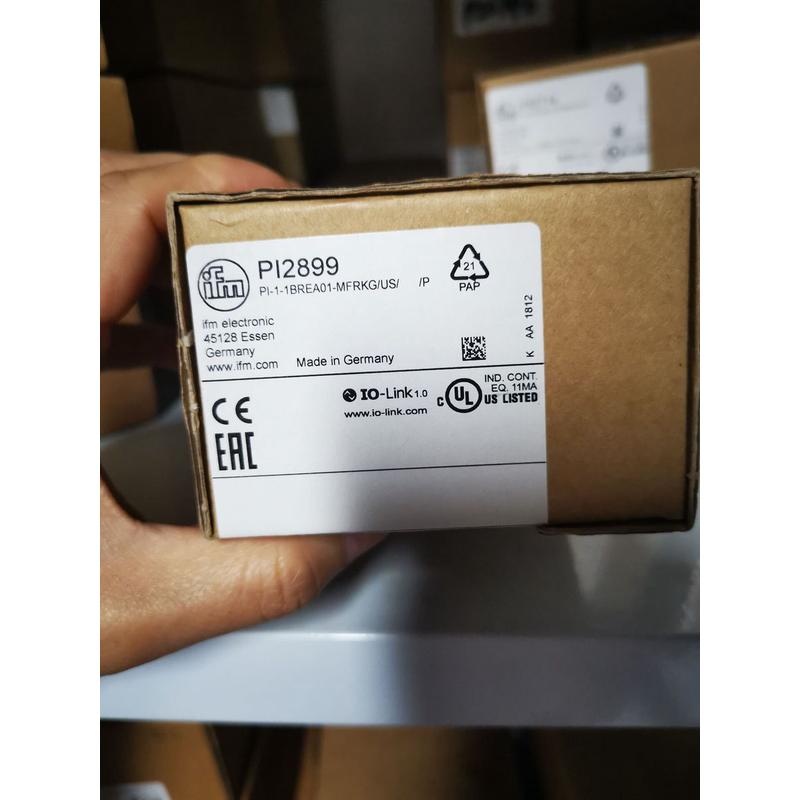 ifm
PI2899
PI-1-1BREA01-MFRKG/US/ /P
21
PAP
ifm electronic
45128 Essen
Germany
www.ifm.com
Made in Germany
K AA 1812
CE
EAC
IO-Link 1.0
www.io-link.com
C UL US LISTED
IND. CONT.
EQ. 11MA